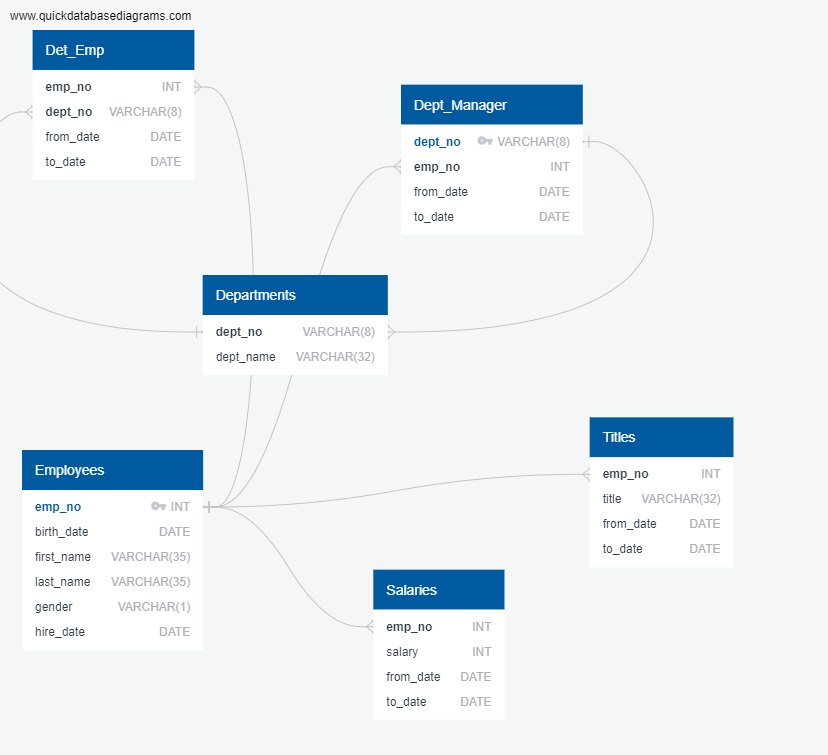 www.quickdatabasediagrams.com
Det_Emp
emp_no INT
dept_no VARCHAR(8)
from_date DATE
to_date DATE
Dept_Manager
dept_no VARCHAR(8)
emp_no INT
from_date DATE
to_date DATE
Departments
dept_no VARCHAR(8)
dept_name VARCHAR(32)
Employees
emp_no INT
birth_date DATE
first_name VARCHAR(35)
last_name VARCHAR(35)
gender VARCHAR(1)
hire_date DATE
Titles
emp_no INT
title VARCHAR(32)
from_date DATE
to_date DATE
Salaries
emp_no INT
salary INT
from_date DATE
to_date DATE